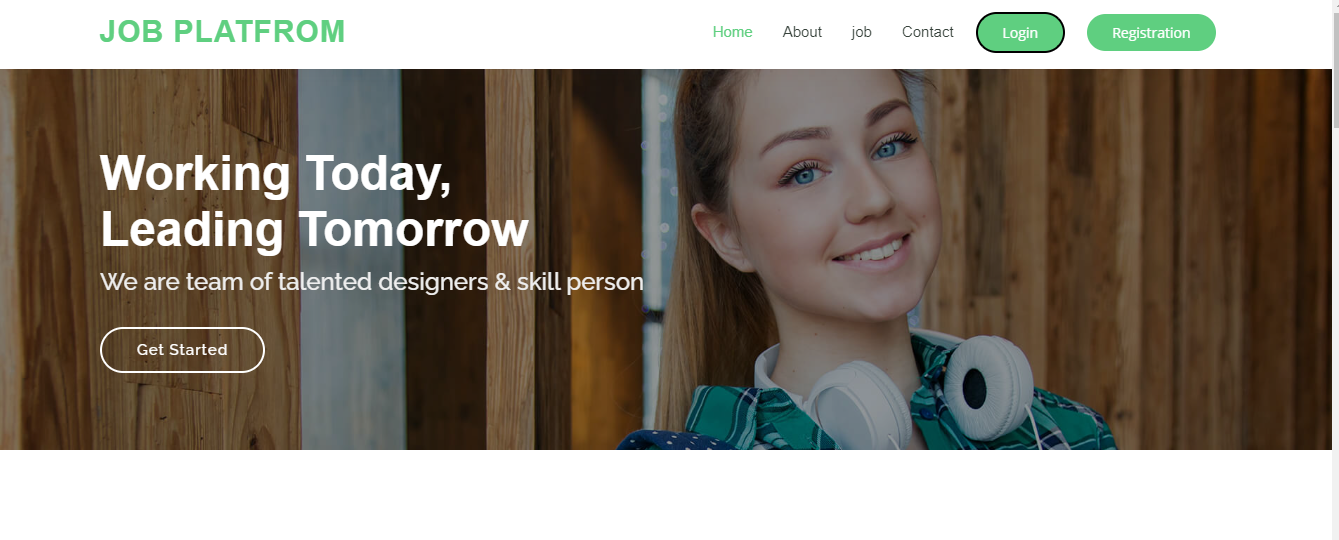 JOB PLATFROM
Home About job Contact Login Registration
Working Today,
Leading Tomorrow
We are team of talented designers & skill person
Get Started